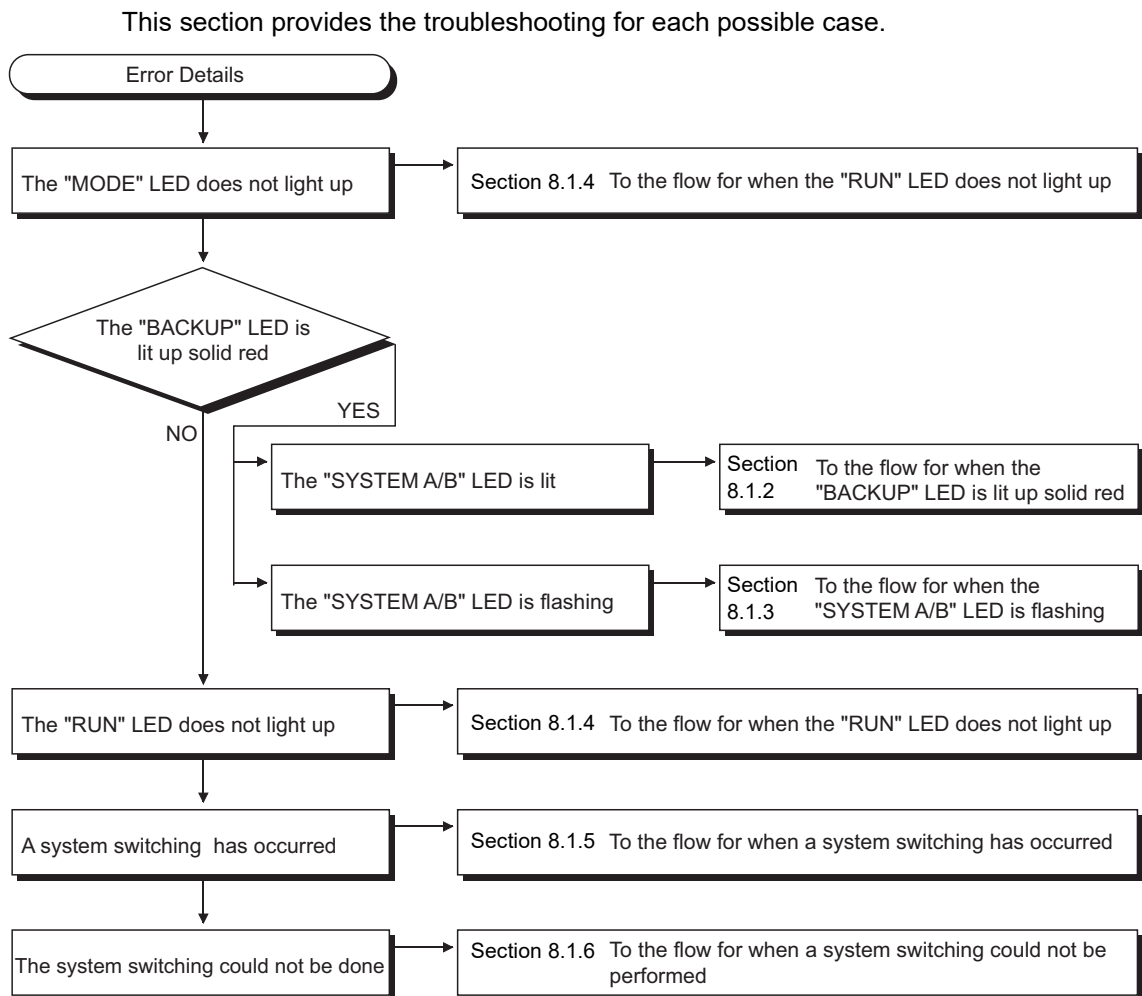 This section provides the troubleshooting for each possible case.
Error Details
The "MODE" LED does not light up
Section 8.1.4 To the flow for when the "RUN" LED does not light up
The "BACKUP" LED is
lit up solid red
YES
NO
The "SYSTEM A/B" LED is lit
Section
8.1.2
To the flow for when the
"BACKUP" LED is lit up solid red
The "SYSTEM A/B" LED is flashing
Section
8.1.3
To the flow for when the
"SYSTEM A/B" LED is flashing
The "RUN" LED does not light up
Section 8.1.4 To the flow for when the "RUN" LED does not light up
A system switching has occurred
Section 8.1.5 To the flow for when a system switching has occurred
The system switching could not be done
Section 8.1.6 To the flow for when a system switching could not be
performed